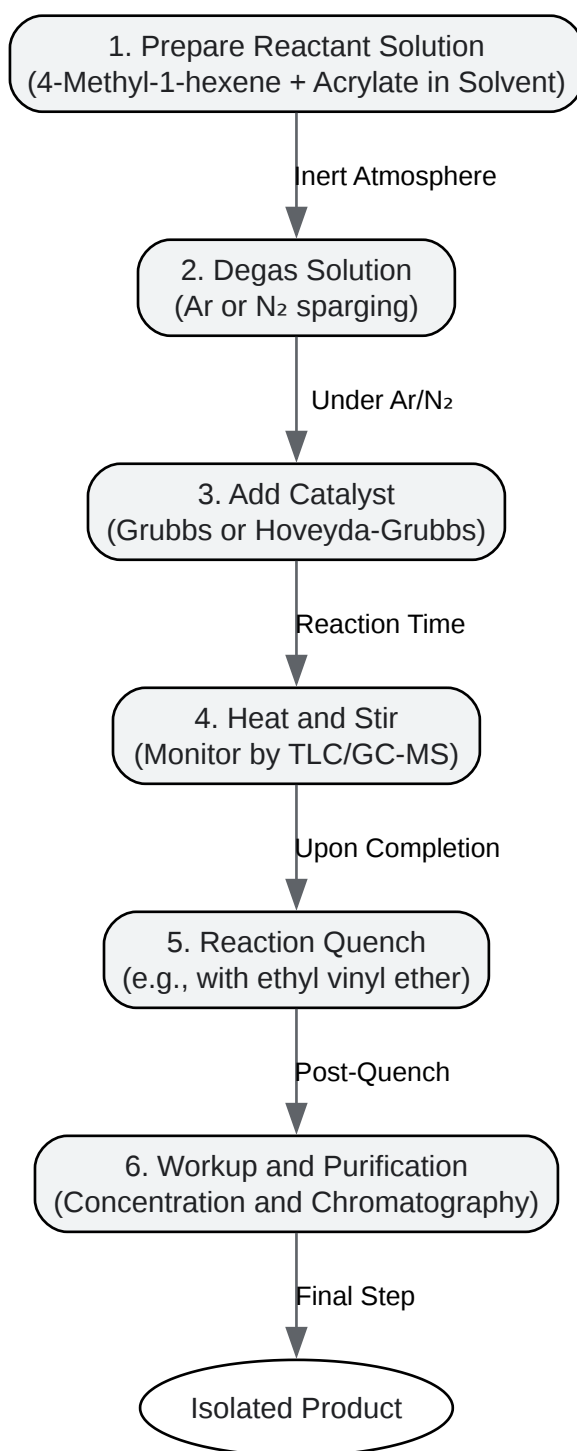 1. Prepare Reactant Solution
(4-Methyl-1-hexene + Acrylate in Solvent)
Inert Atmosphere
2. Degas Solution
(Ar or N₂ sparging)
Under Ar/N₂
3. Add Catalyst
(Grubbs or Hoveyda-Grubbs)
Reaction Time
4. Heat and Stir
(Monitor by TLC/GC-MS)
Upon Completion
5. Reaction Quench
(e.g., with ethyl vinyl ether)
Post-Quench
6. Workup and Purification
(Concentration and Chromatography)
Final Step
Isolated Product